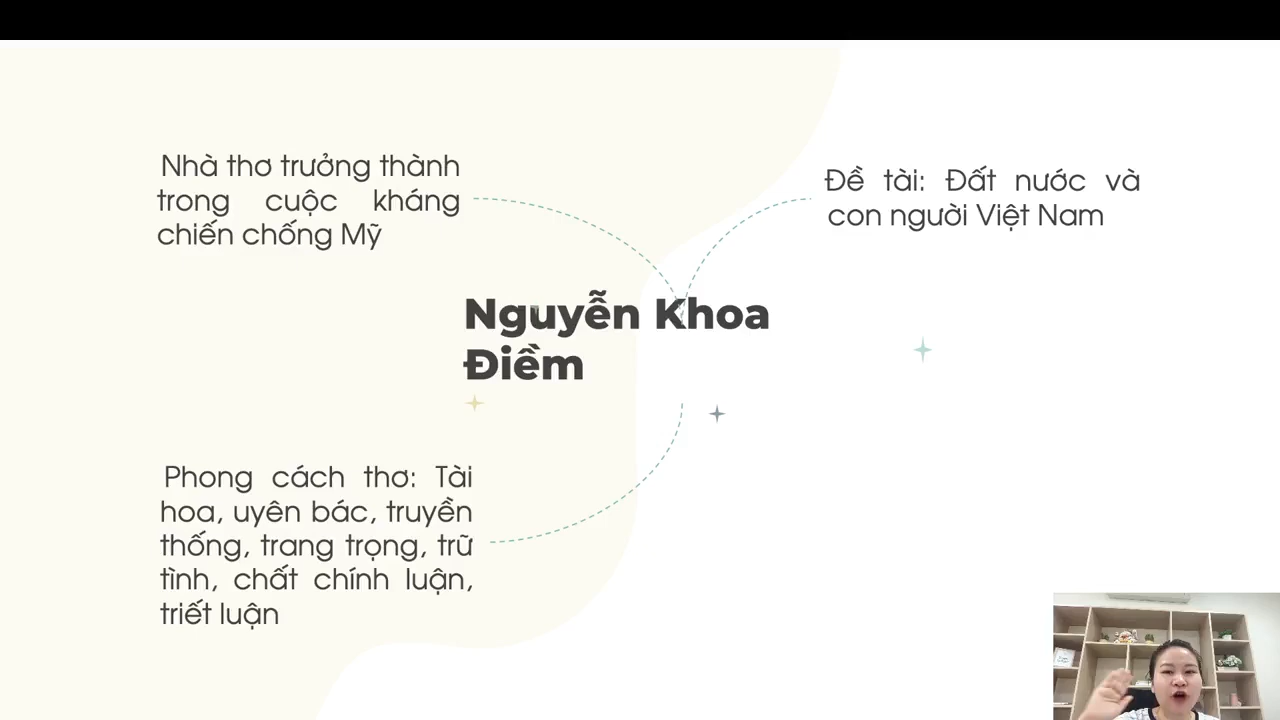 Nhà thơ trưởng thành
trong cuộc kháng
chiến chống Mỹ
Đề tài: Đất nước và
con người Việt Nam
Nguyễn Khoa
Điềm
Phong cách thơ: Tài
hoa, uyên bác, truyền
thống, trang trọng, trữ
tình, chất chính luận,
triết luận